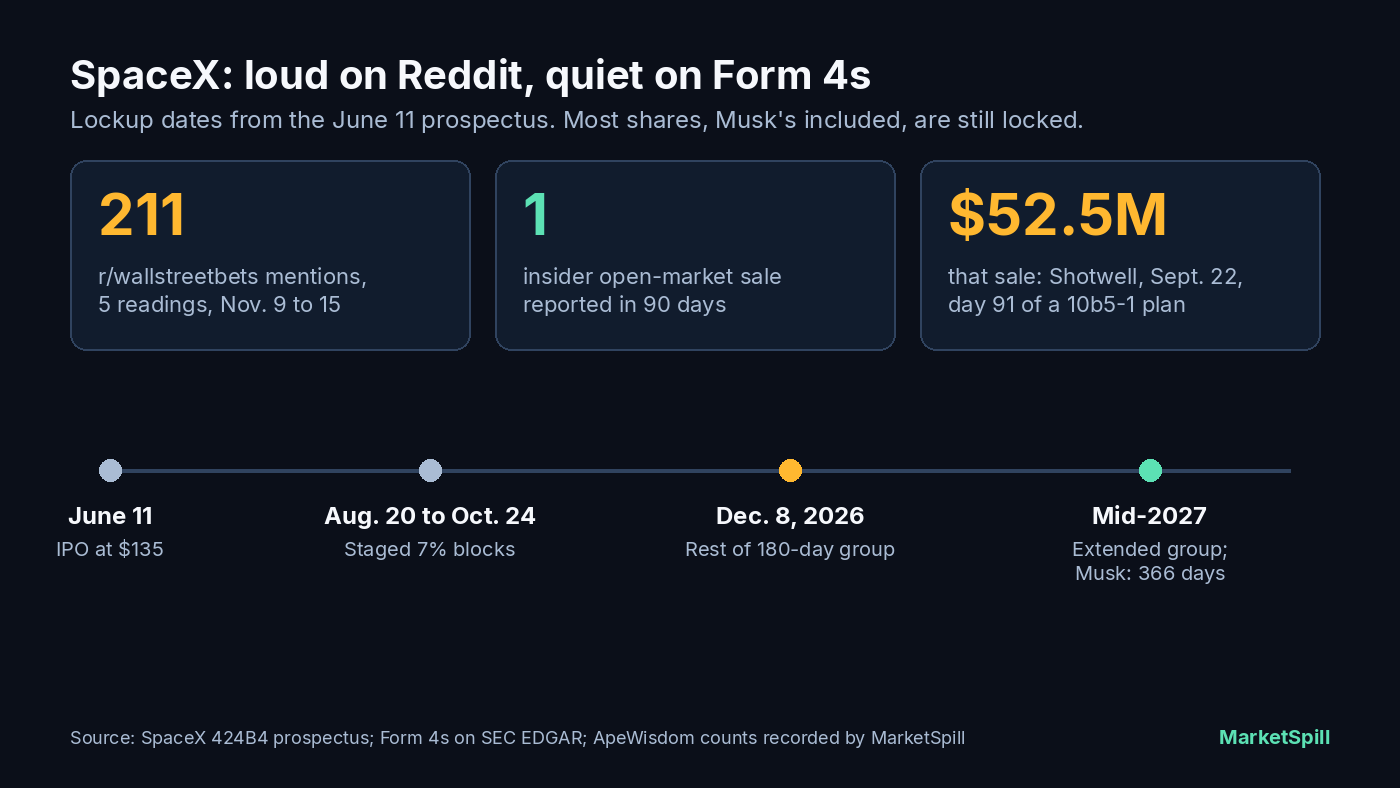 SpaceX: loud on Reddit, quiet on Form 4s
Lockup dates from the June 11 prospectus. Most shares, Musk's included, are still locked.
211
r/wallstreetbets mentions,
5 readings, Nov. 9 to 15
1
insider open-market sale
reported in 90 days
$52.5M
that sale: Shotwell, Sept. 22,
day 91 of a 10b5-1 plan
June 11
IPO at $135
Aug. 20 to Oct. 24
Staged 7% blocks
Dec. 8, 2026
Rest of 180-day group
Mid-2027
Extended group;
Musk: 366 days
Source: SpaceX 424B4 prospectus; Form 4s on SEC EDGAR; ApeWisdom counts recorded by MarketSpill
MarketSpill